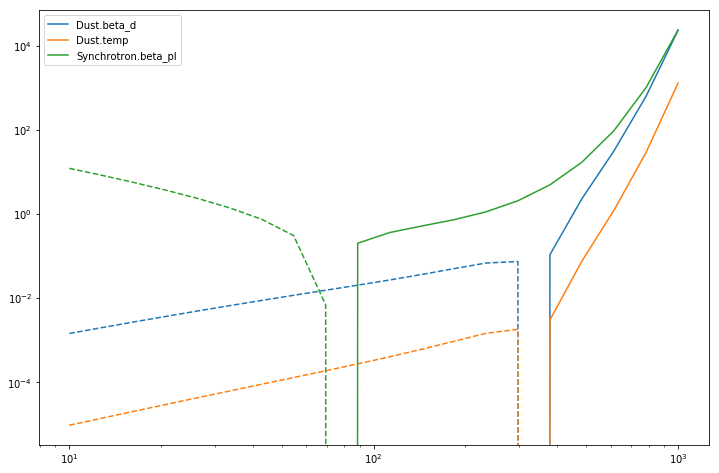 Dust.beta_d
Dust.temp
Synchrotron.beta_pl
10⁴
10²
10⁰
10⁻²
10⁻⁴
10¹ 10² 10³